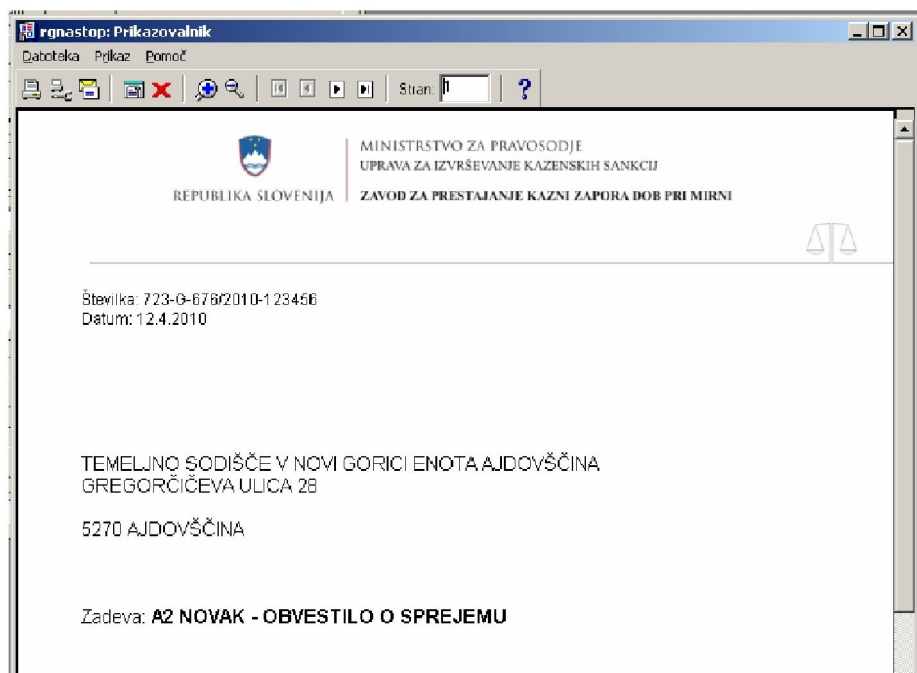 rgnastop: Prikazovalnik
Datoteka Prikaz Pomoč
Stran: 1
MINISTRSTVO ZA PRAVOSODJE
UPRAVA ZA IZVRŠEVANJE KAZENSKIH SANKCIJ
REPUBLIKA SLOVENIJA
ZAVOD ZA PRESTAJANJE KAZNI ZAPORA DOB PRI MIRNI
Številka: 723-G-676/2010-123456
Datum: 12.4.2010
TEMELJNO SODIŠČE V NOVI GORICI ENOTA AJDOVŠČINA
GREGORČIČEVA ULICA 28
5270 AJDOVŠČINA
Zadeva: A2 NOVAK - OBVESTILO O SPREJEMU